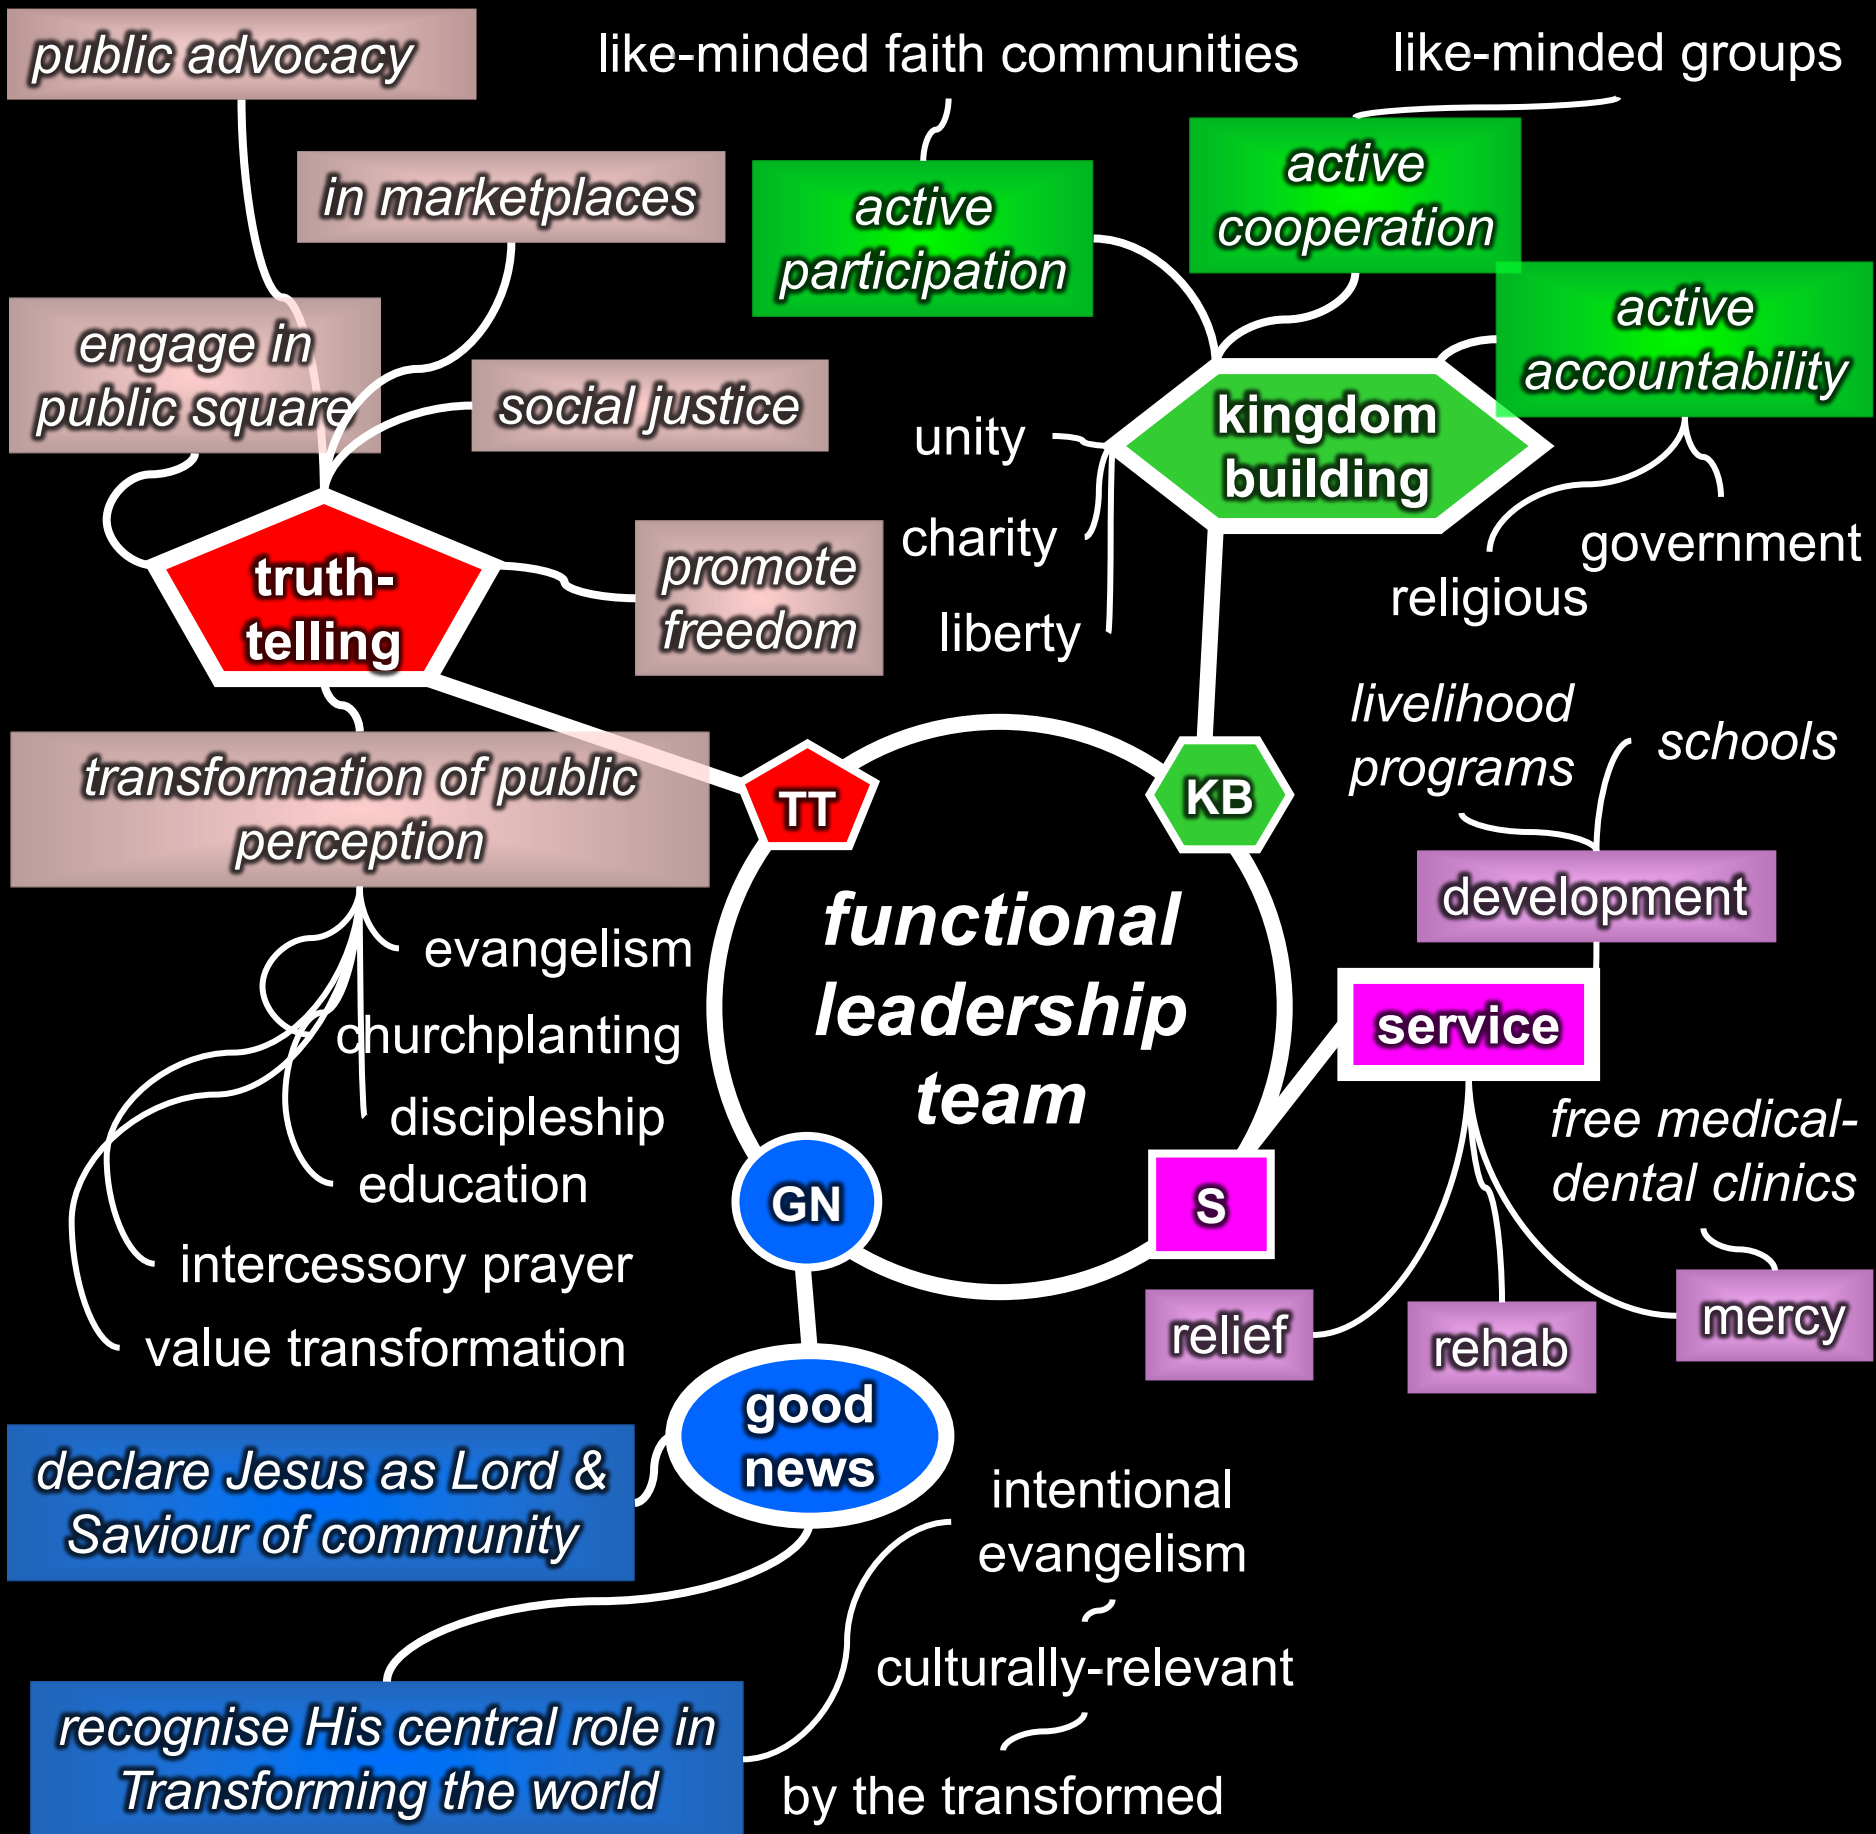 public advocacy
like-minded faith communities
like-minded groups
in marketplaces
active
participation
active
cooperation
engage in
public square
social justice
active
accountability
kingdom
building
unity
charity
liberty
government
religious
truth-
telling
promote
freedom
livelihood
programs
schools
transformation of public
perception
TT
KB
development
functional
leadership
team
evangelism
churchplanting
discipleship
education
intercessory prayer
value transformation
service
free medical-
dental clinics
GN
S
relief
rehab
mercy
good
news
declare Jesus as Lord &
Saviour of community
intentional
evangelism
culturally-relevant
by the transformed
recognise His central role in
Transforming the world